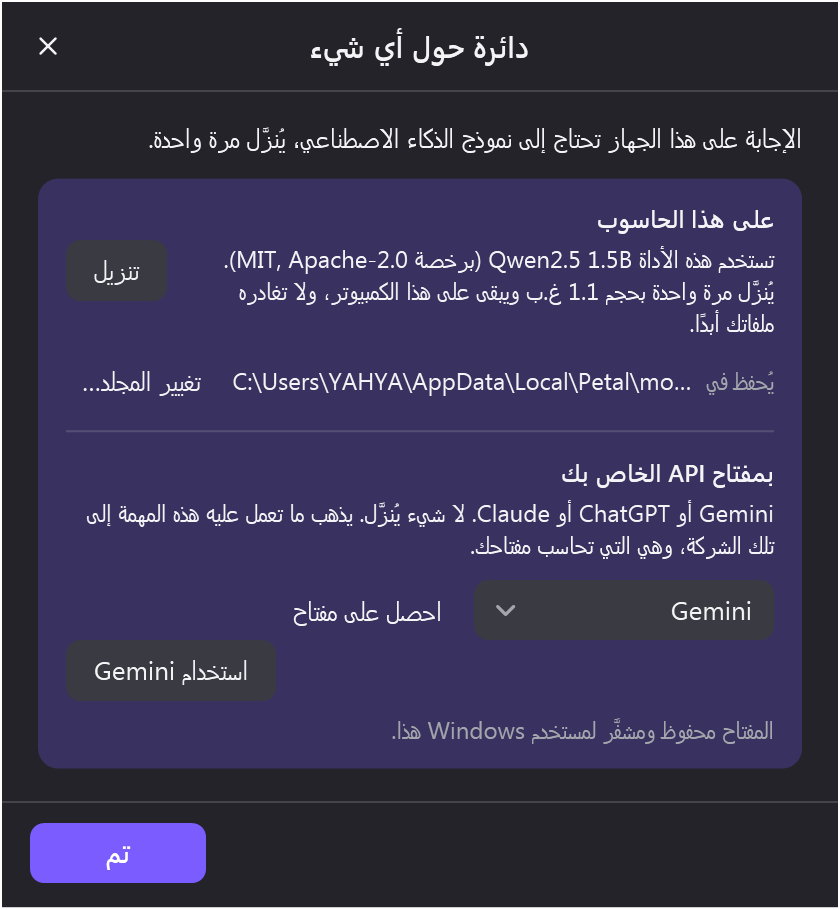 دائرة حول أي شيء
الإجابة على هذا الجهاز تحتاج إلى نموذج الذكاء الاصطناعي، يُنزَّل مرة واحدة.
على هذا الحاسوب
تستخدم هذه الأداة Qwen2.5 1.5B (برخصة MIT, Apache-2.0).
يُنزَّل مرة واحدة بحجم 1.1 غ.ب ويبقى على هذا الكمبيوتر، ولا تغادره
ملفاتك أبدًا.
تنزيل
يُحفظ في C:\Users\YAHYA\AppData\Local\Petal\mo... تغيير المجلد...
بمفتاح API الخاص بك
Gemini أو ChatGPT أو Claude. لا شيء يُنزَّل. يذهب ما تعمل عليه هذه المهمة إلى
تلك الشركة، وهي التي تحاسب مفتاحك.
Gemini احصل على مفتاح
استخدام Gemini
المفتاح محفوظ ومشفَّر لمستخدم Windows هذا.
تم